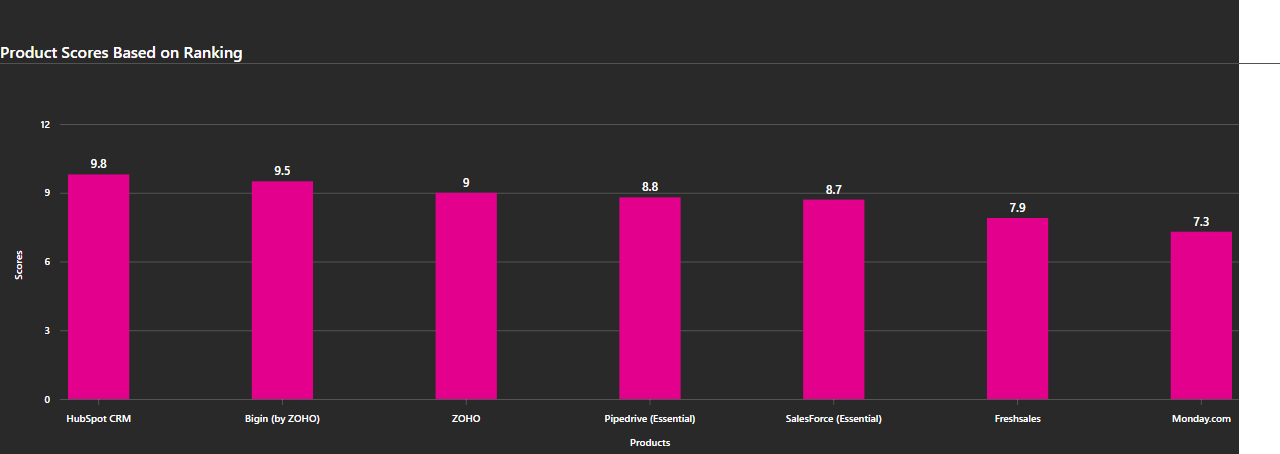 Product Scores Based on Ranking
12
9
6
3
0
Scores
9.8
9.5
9
8.8
8.7
7.9
7.3
HubSpot CRM
Bigin (by ZOHO)
ZOHO
Pipedrive (Essential)
SalesForce (Essential)
Freshsales
Monday.com
Products